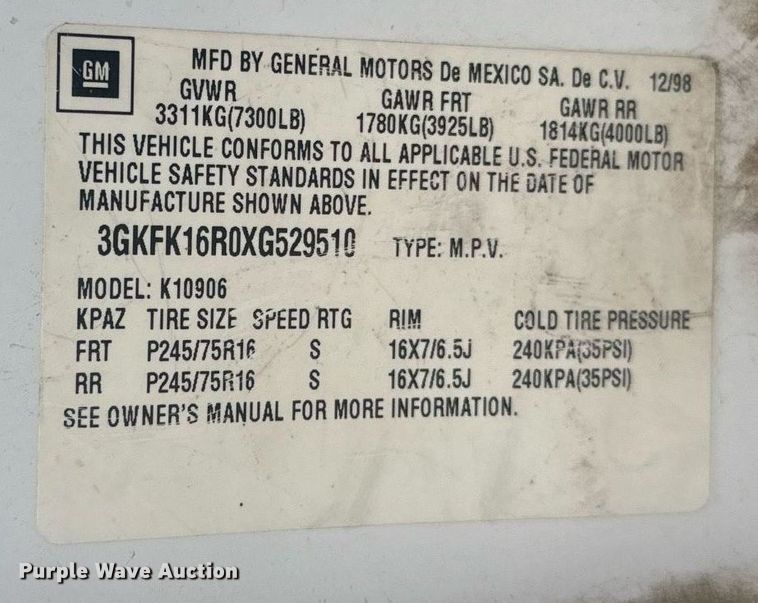 GM
MFD BY GENERAL MOTORS De MEXICO SA. De C.V. 12/98
GVWR GAWR FRT GAWR RR
3311KG(7300LB) 1780KG(3925LB) 1814KG(4000LB)
THIS VEHICLE CONFORMS TO ALL APPLICABLE U.S. FEDERAL MOTOR
VEHICLE SAFETY STANDARDS IN EFFECT ON THE DATE OF
MANUFACTURE SHOWN ABOVE.
3GKFK16R0XG529510 TYPE: M.P.V.
MODEL: K10906
KPAZ TIRE SIZE SPEED RTG RIM COLD TIRE PRESSURE
FRT P245/75R16 S 16X7/6.5J 240KPA(35PSI)
RR P245/75R16 S 16X7/6.5J 240KPA(35PSI)
SEE OWNER'S MANUAL FOR MORE INFORMATION.
Purple Wave Auction